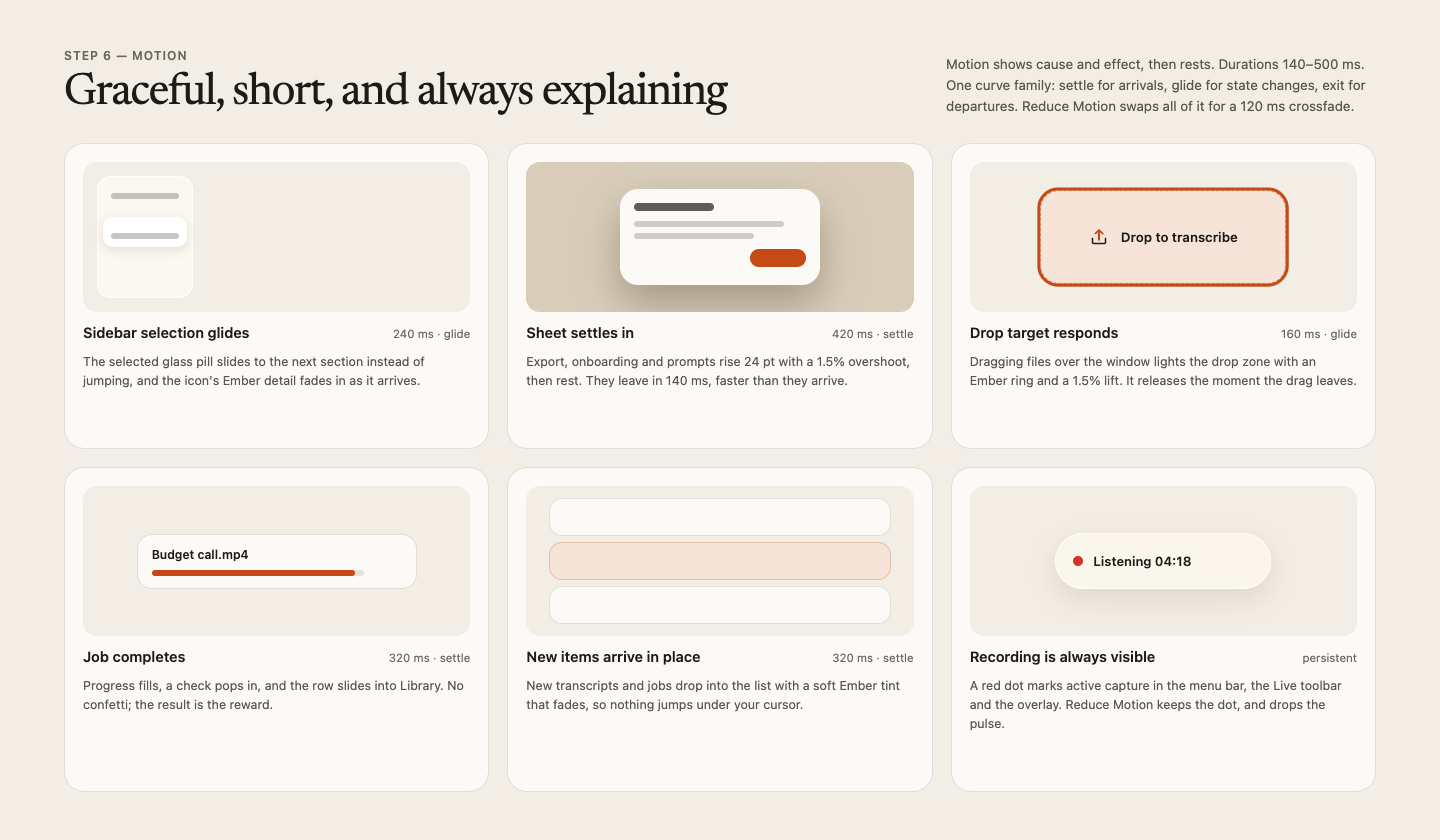 STEP 6 — MOTION
Graceful, short, and always explaining
Motion shows cause and effect, then rests. Durations 140–500 ms.
One curve family: settle for arrivals, glide for state changes, exit for
departures. Reduce Motion swaps all of it for a 120 ms crossfade.
Sidebar selection glides
240 ms · glide
The selected glass pill slides to the next section instead of
jumping, and the icon's Ember detail fades in as it arrives.
Sheet settles in
420 ms · settle
Export, onboarding and prompts rise 24 pt with a 1.5% overshoot,
then rest. They leave in 140 ms, faster than they arrive.
Drop to transcribe
Drop target responds
160 ms · glide
Dragging files over the window lights the drop zone with an
Ember ring and a 1.5% lift. It releases the moment the drag leaves.
Budget call.mp4
Job completes
320 ms · settle
Progress fills, a check pops in, and the row slides into Library. No
confetti; the result is the reward.
New items arrive in place
320 ms · settle
New transcripts and jobs drop into the list with a soft Ember tint
that fades, so nothing jumps under your cursor.
Listening 04:18
Recording is always visible
persistent
A red dot marks active capture in the menu bar, the Live toolbar
and the overlay. Reduce Motion keeps the dot, and drops the
pulse.